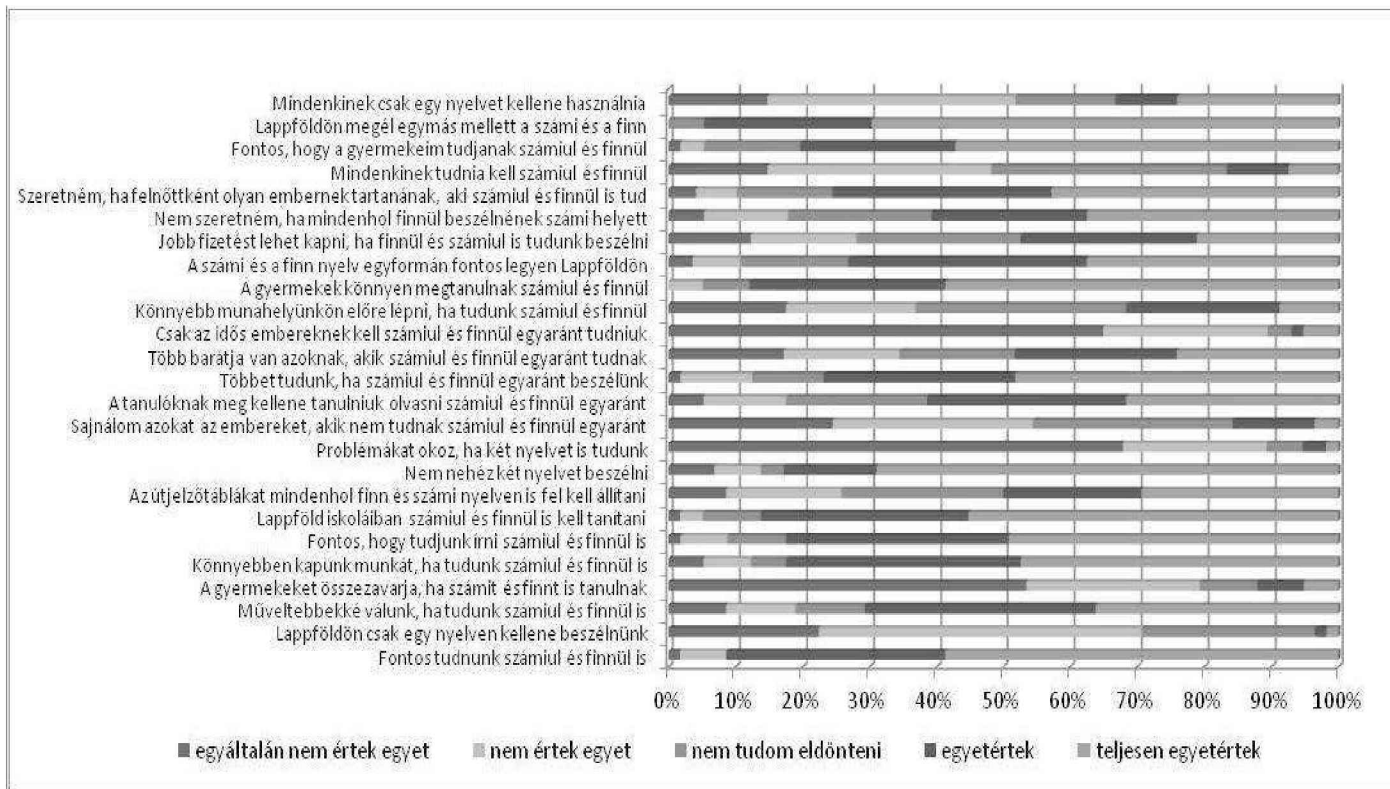 Mindenkinek csak egy nyelvet kellene használnia
Lappföldön megél egymás mellett a számi és a finn
Fontos, hogy a gyermekeim tudjanak számiul és finnül
Mindenkinek tudnia kell számiul és finnül
Szeretném, ha felnőttként olyan embernek tartanának, aki számiul és finnül is tud
Nem szeretném, ha mindenhol finnül beszélnének számi helyett
Jobb fizetést lehet kapni, ha finnül és számiul is tudunk beszélni
A számi és a finn nyelv egyformán fontos legyen Lappföldön
A gyermekek könnyen megtanulnak számiul és finnül
Könnyebb munahelyünkön előre lépni, ha tudunk számiul és finnül
Csak az idős embereknek kell számiul és finnül egyaránt tudniuk
Több barátja van azoknak, akik számiul és finnül egyaránt tudnak
Többet tudunk, ha számiul és finnül egyaránt beszélünk
A tanulóknak meg kellene tanulniuk olvasni számiul és finnül egyaránt
Sajnálom azokat az embereket, akik nem tudnak számiul és finnül egyaránt
Problémákat okoz, ha két nyelvet is tudunk
Nem nehéz két nyelvet beszélni
Az útjelzőtáblákat mindenhol finn és számi nyelven is fel kell állítani
Lappföld iskoláiban számiul és finnül is kell tanítani
Fontos, hogy tudjunk írni számiul és finnül is
Könnyebben kapunk munkát, ha tudunk számiul és finnül is
A gyermekeket összezavarja, ha számit és finnt is tanulnak
Műveltebbekké válunk, ha tudunk számiul és finnül is
Lappföldön csak egy nyelven kellene beszélnünk
Fontos tudnunk számiul és finnül is
0% 10% 20% 30% 40% 50% 60% 70% 80% 90% 100%
egyáltalán nem értek egyet nem értek egyet nem tudom eldönteni egyetértek teljesen egyetértek